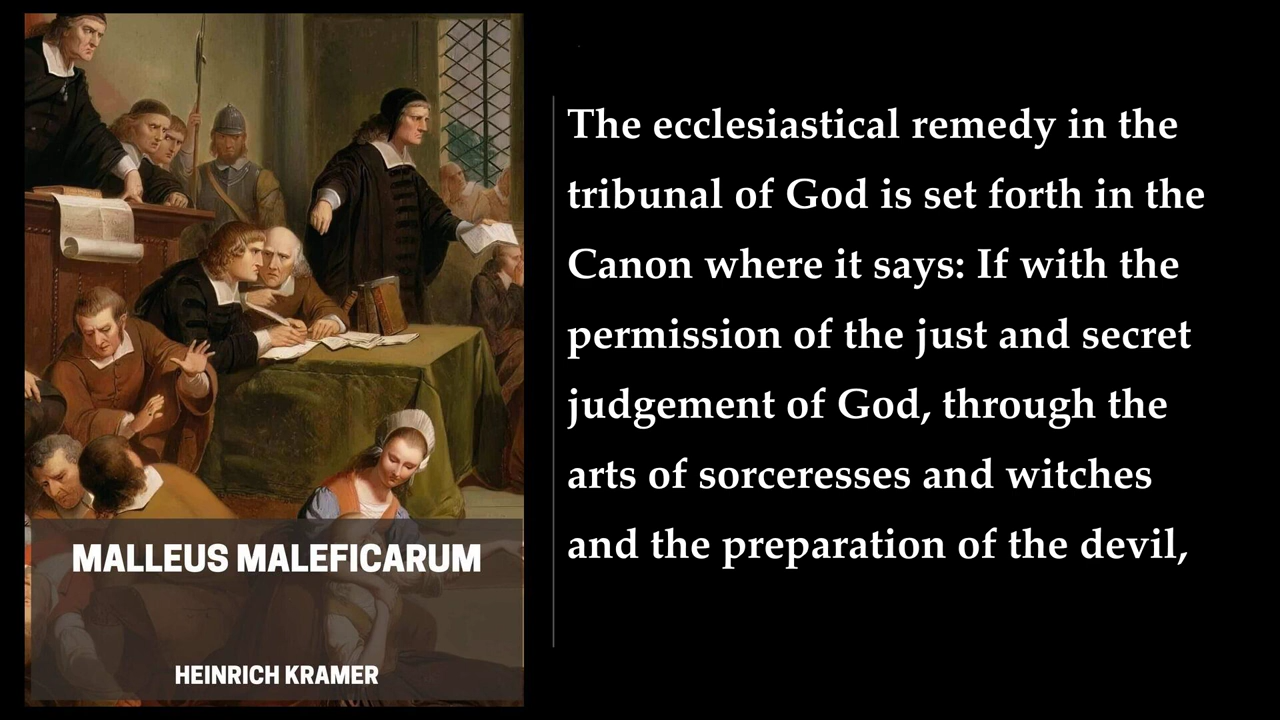 MALLEUS MALEFICARUM
HEINRICH KRAMER
The ecclesiastical remedy in the
tribunal of God is set forth in the
Canon where it says: If with the
permission of the just and secret
judgement of God, through the
arts of sorceresses and witches
and the preparation of the devil,